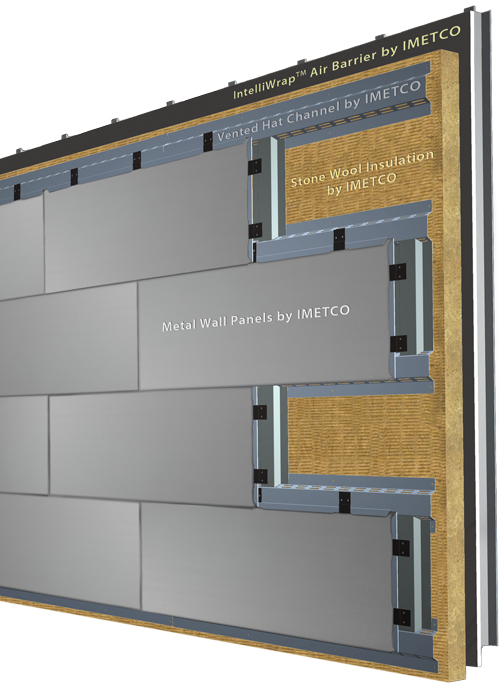 IntelliWrap™ Air Barrier by IMETCO
Vented Hat Channel by IMETCO
Stone Wool Insulation
by IMETCO
Metal Wall Panels by IMETCO